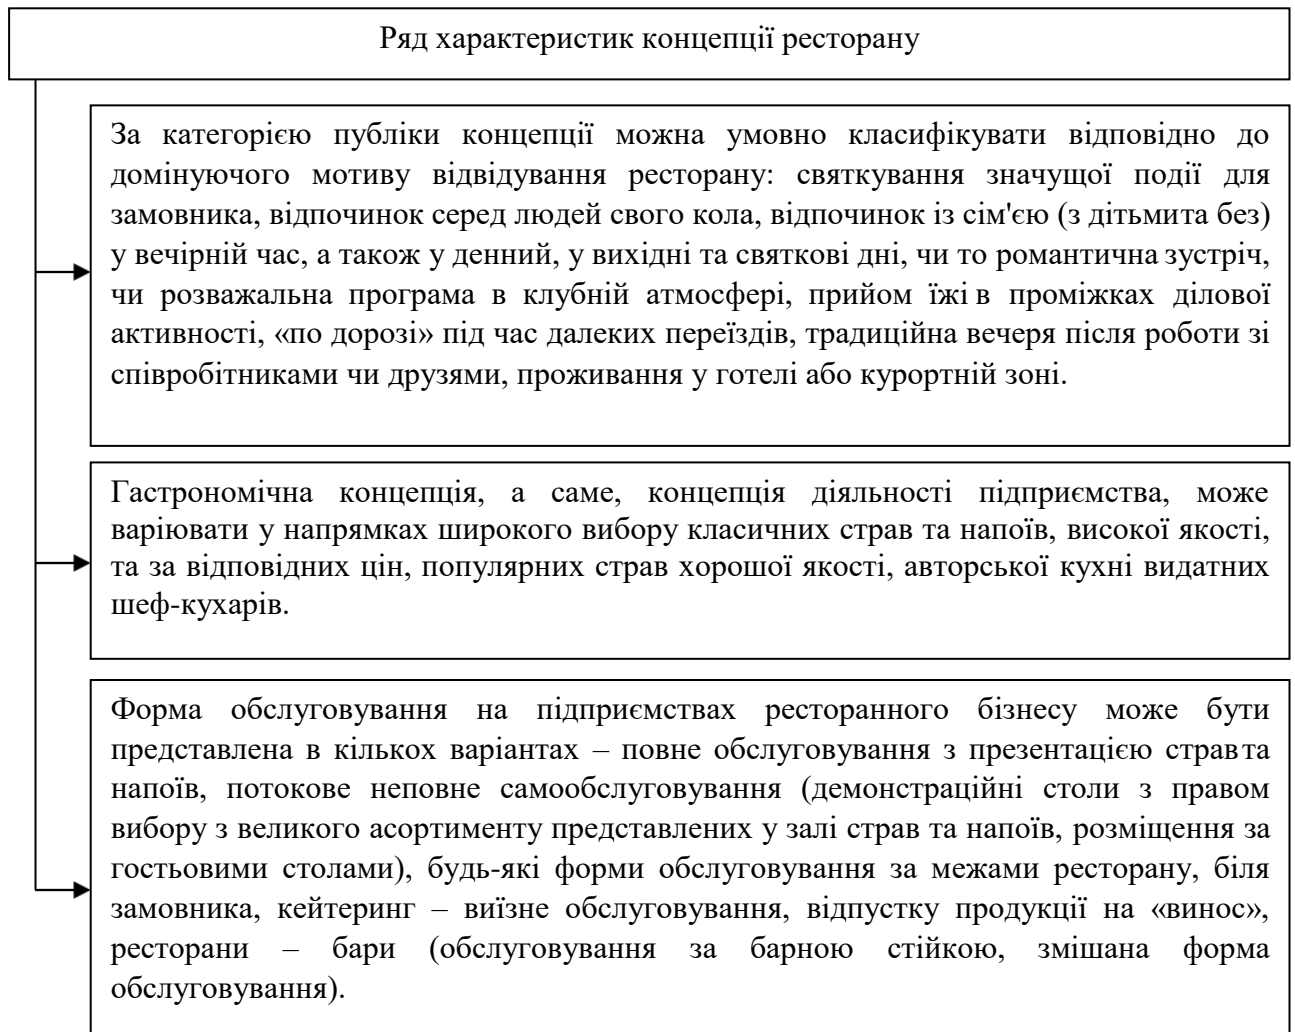 Ряд характеристик концепції ресторану
За категорією публіки концепції можна умовно класифікувати відповідно до
домінуючого мотиву відвідування ресторану: святкування значущої події для
замовника, відпочинок серед людей свого кола, відпочинок із сім'єю (з дітьмита без)
у вечірній час, а також у денний, у вихідні та святкові дні, чи то романтична зустріч,
чи розважальна програма в клубній атмосфері, прийом їжі в проміжках ділової
активності, «по дорозі» під час далеких переїздів, традиційна вечеря після роботи зі
співробітниками чи друзями, проживання у готелі або курортній зоні.
Гастрономічна концепція, а саме, концепція діяльності підприємства, може
варіювати у напрямках широкого вибору класичних страв та напоїв, високої якості,
та за відповідних цін, популярних страв хорошої якості, авторської кухні видатних
шеф-кухарів.
Форма обслуговування на підприємствах ресторанного бізнесу може бути
представлена в кількох варіантах – повне обслуговування з презентацією stравта
напоїв, потокове неповне самообслуговування (демонстраційні столи з правом
вибору з великого асортименту представлених у залі страв та напоїв, розміщення за
гостьовими столами), будь-які форми обслуговування за межами ресторану, біля
замовника, кейтеринг – виїзне обслуговування, відпустку продукції на «винос»,
ресторани – бари (обслуговування за барною стійкою, змішана форма
обслуговування).